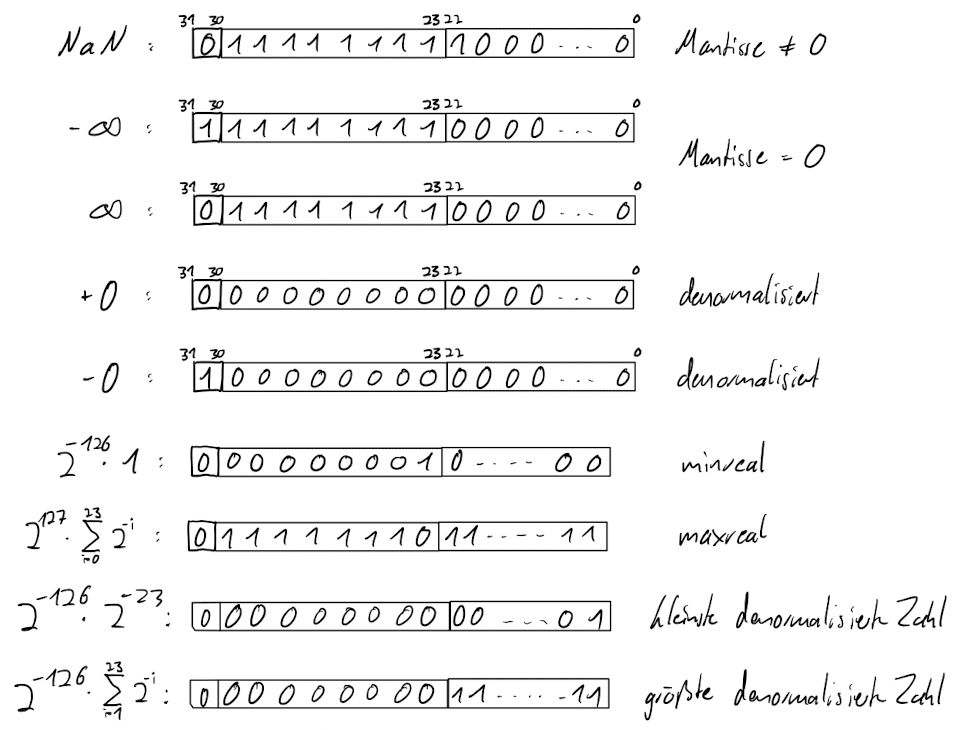 31 30 23 22 0
NaN : 0 1 1 1 1 1 1 1 1 1 0 0 0 ... 0 Mantisse ≠ 0
31 30 23 22 0
-∞ : 1 1 1 1 1 1 1 1 1 0 0 0 0 ... 0
Mantisse = 0
31 30 23 22 0
∞ : 0 1 1 1 1 1 1 1 1 0 0 0 0 ... 0
31 30 23 22 0
+0 : 0 0 0 0 0 0 0 0 0 0 0 0 0 ... 0 denormalisiert
31 30 23 22 0
-0 : 1 0 0 0 0 0 0 0 0 0 0 0 0 ... 0 denormalisiert
2^-126 · 1 : 0 0 0 0 0 0 0 0 1 0 - - - - 0 0 minreal
2^127 · ∑_{i=0}^{23} 2^-i : 0 1 1 1 1 1 1 1 0 1 1 - - - - 1 1 maxreal
2^-126 · 2^-23 : 0 0 0 0 0 0 0 0 0 0 0 - - - 0 1 kleinste denormalisierte Zahl
2^-126 · ∑_{i=1}^{23} 2^-i : 0 0 0 0 0 0 0 0 0 1 1 - - - - - 1 1 größte denormalisierte Zahl